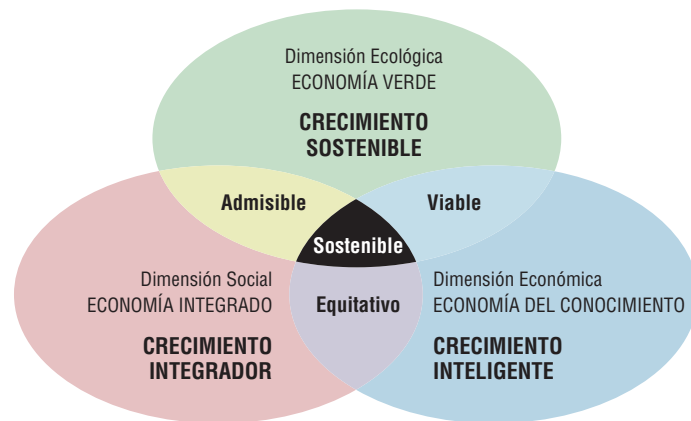 Dimensión Ecológica
ECONOMÍA VERDE
CRECIMIENTO
SOSTENIBLE
Admisible
Viable
Sostenible
Dimensión Social
ECONOMÍA INTEGRADO
CRECIMIENTO
INTEGRADOR
Equitativo
Dimensión Económica
ECONOMÍA DEL CONOCIMIENTO
CRECIMIENTO
INTELIGENTE